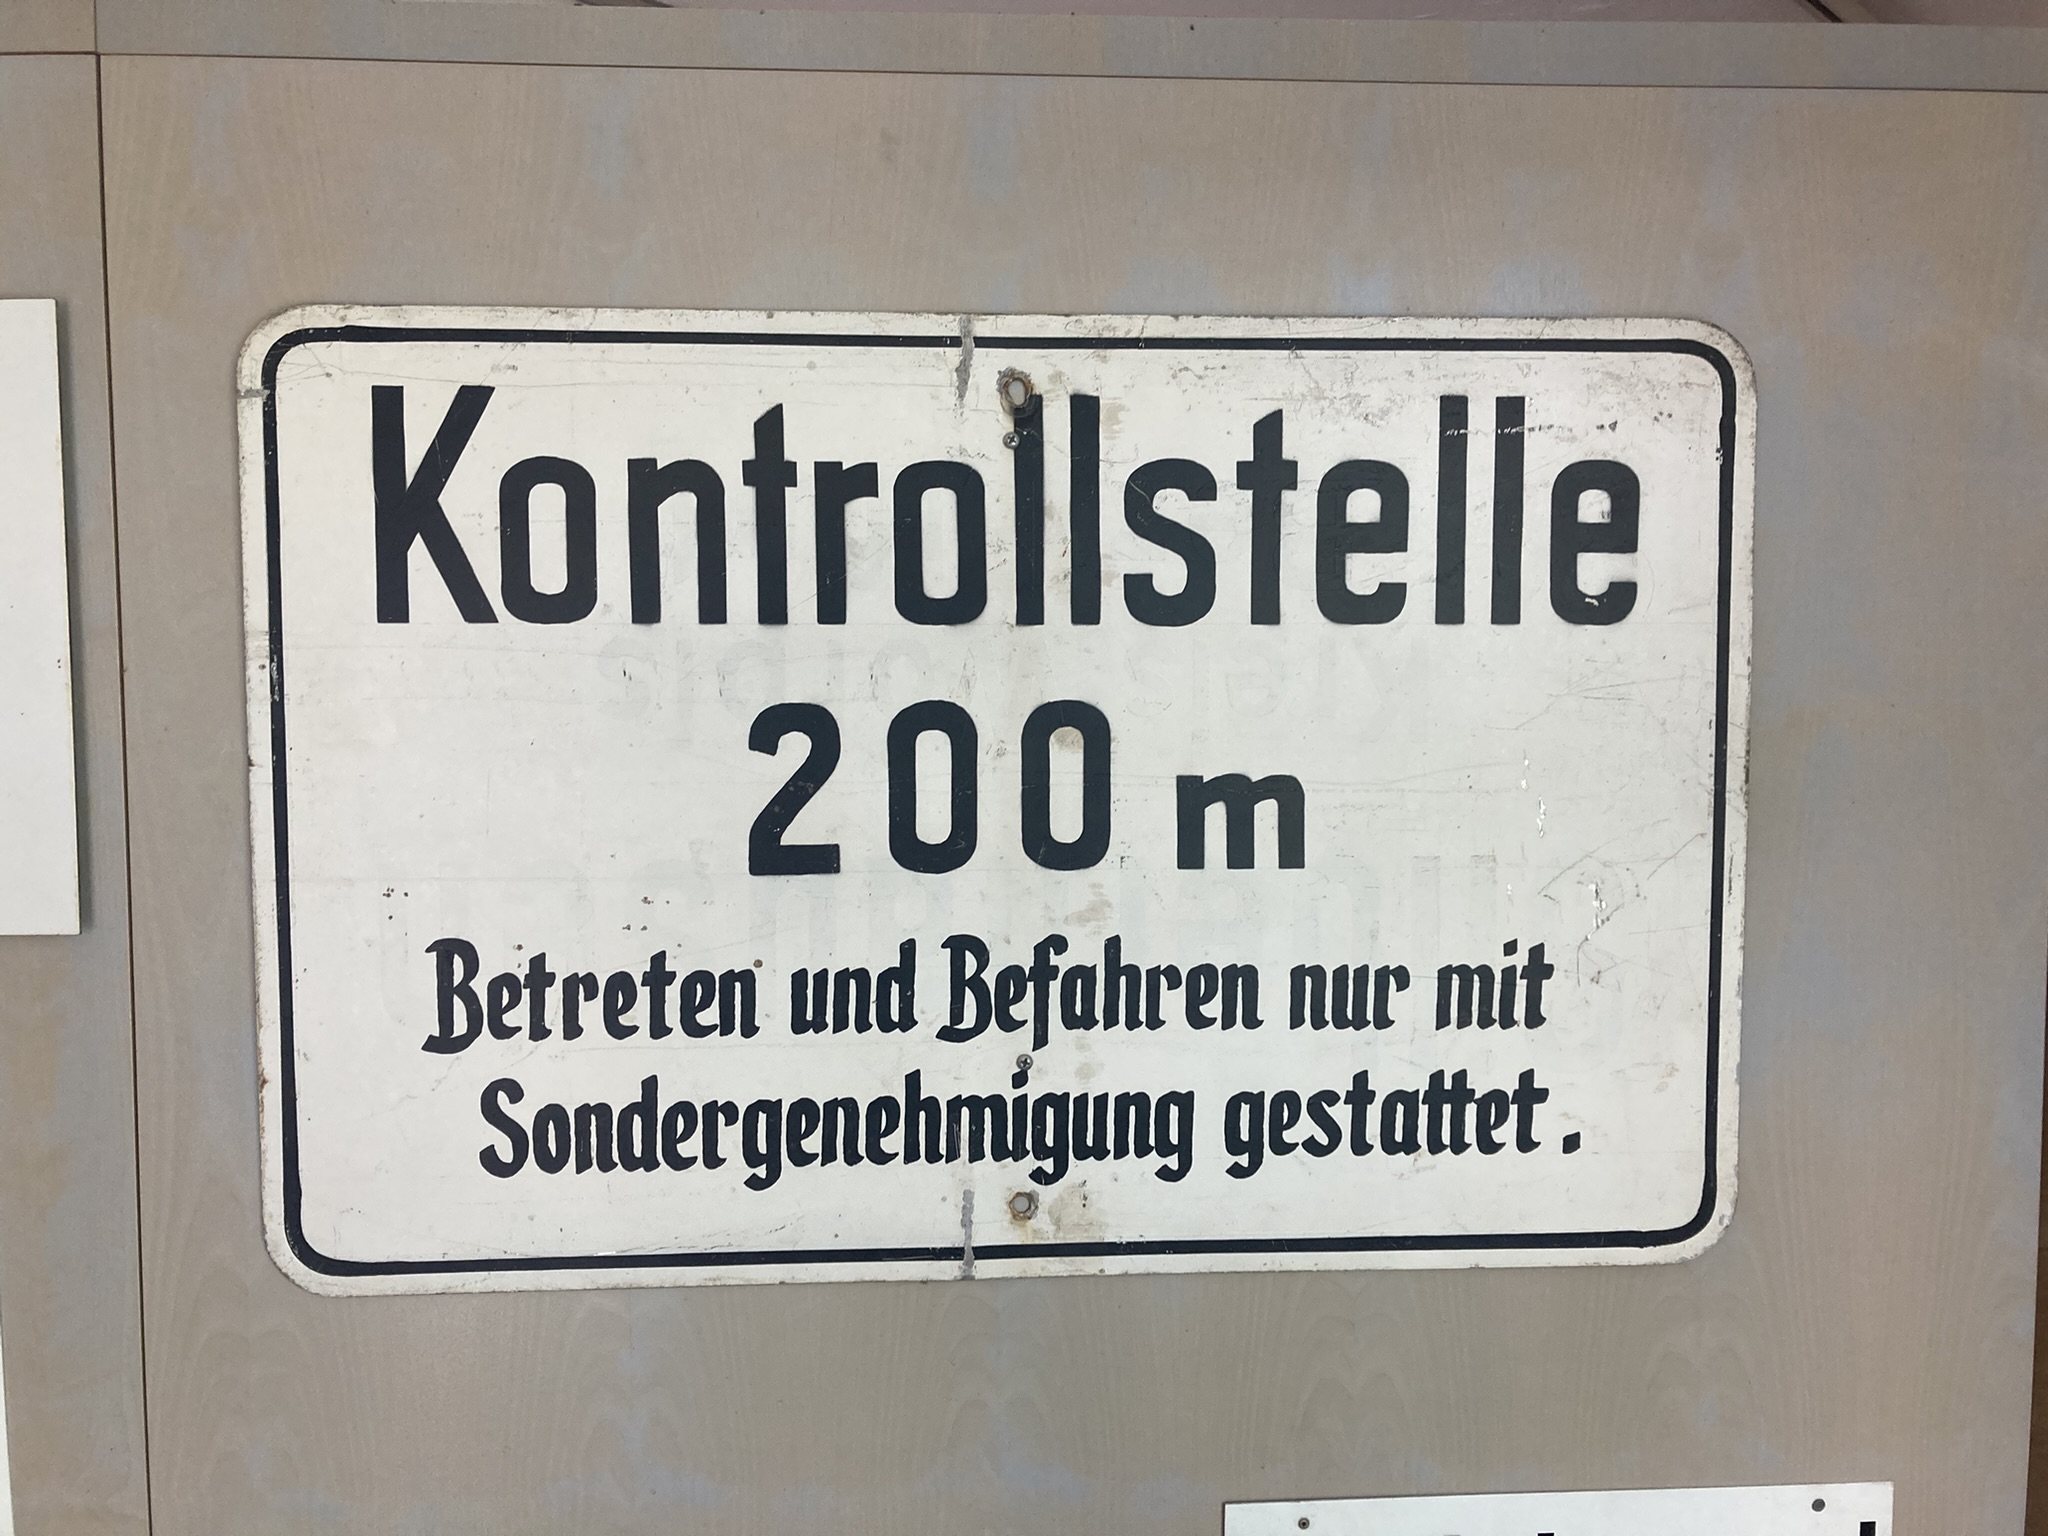 Kontrollstelle
200 m
Betreten und Befahren nur mit
Sondergenehmigung gestattet.